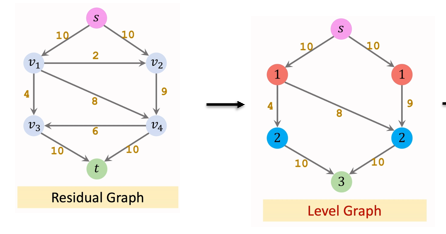 s
10 10
v1 2 v2
4 8 9
v3 6 v4
10 10
t
Residual Graph
s
10 10
1 1
4 8 9
2 2
10 10
3
Level Graph